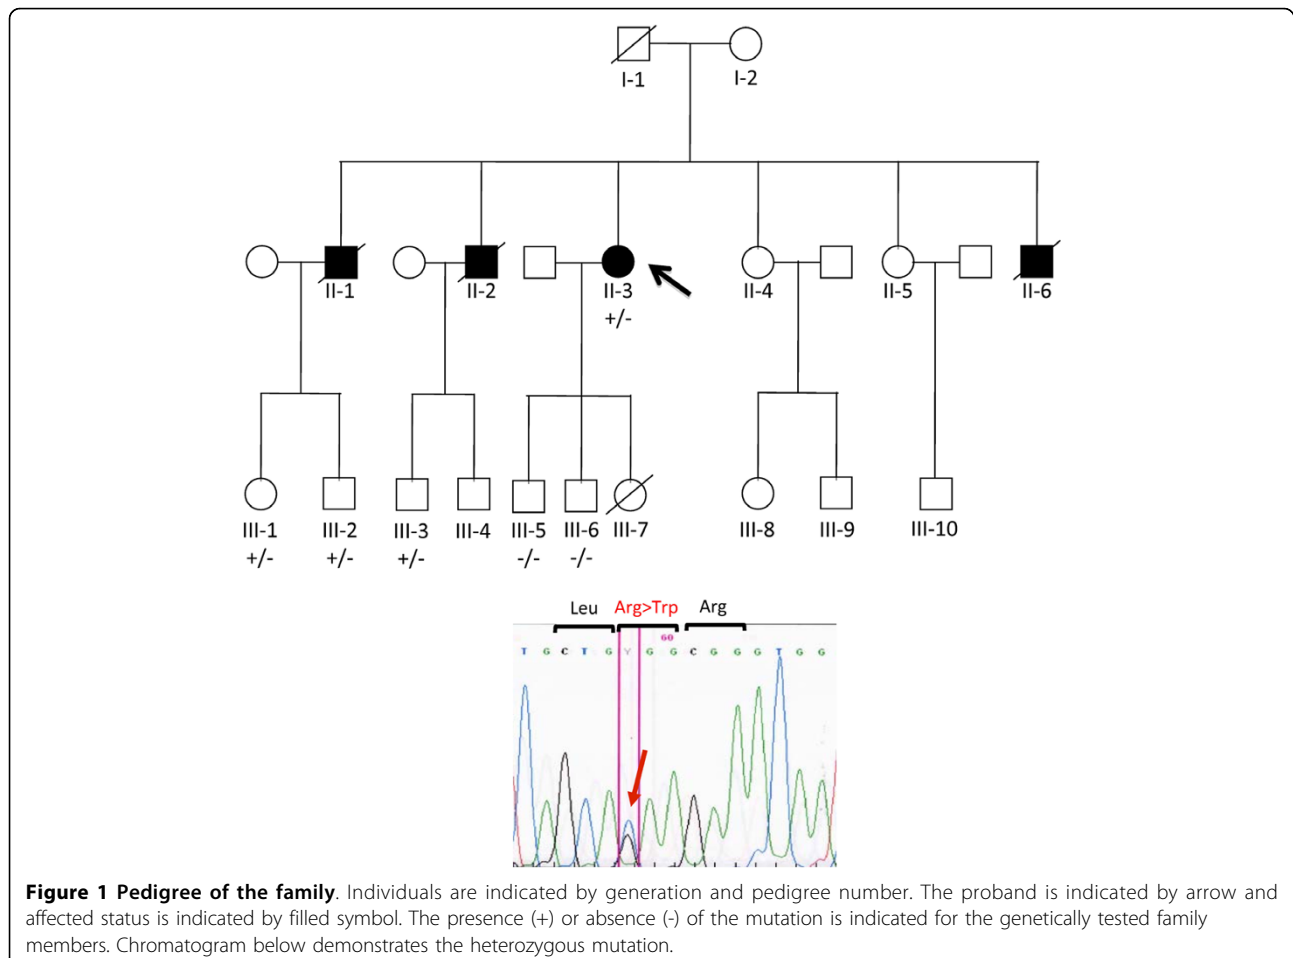 I-1 I-2
II-1 II-2 II-3 II-4 II-5 II-6
+/-
III-1 III-2 III-3 III-4 III-5 III-6 III-7 III-8 III-9 III-10
+/- +/- +/- -/- -/-
Leu Arg>Trp Arg
60
T G C T G Y G G C G G G T G G
Figure 1 Pedigree of the family. Individuals are indicated by generation and pedigree number. The proband is indicated by arrow and
affected status is indicated by filled symbol. The presence (+) or absence (-) of the mutation is indicated for the genetically tested family
members. Chromatogram below demonstrates the heterozygous mutation.